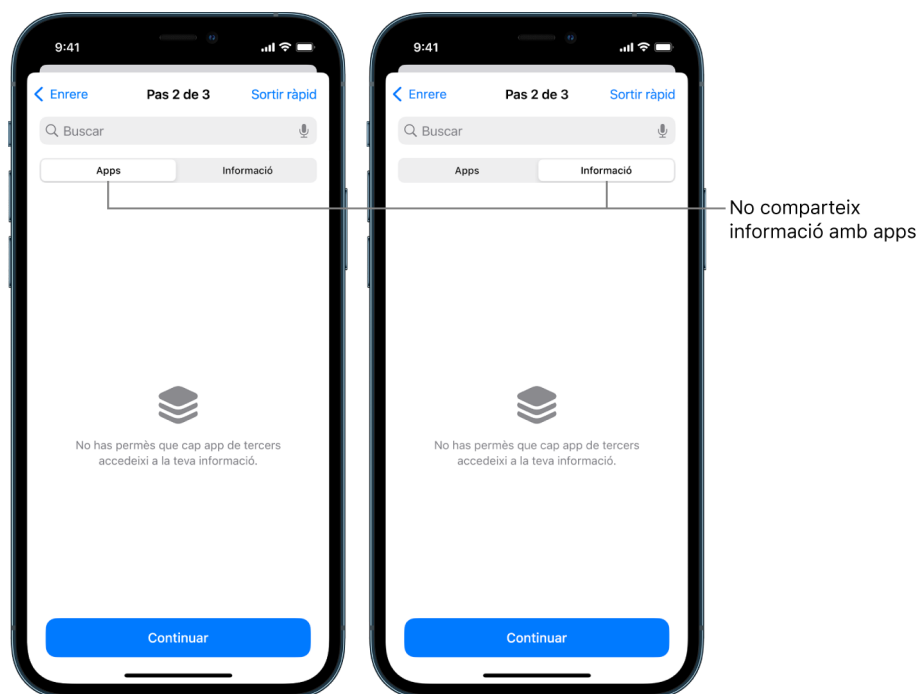 9:41
Enrere
Pas 2 de 3
Sortir ràpid
Buscar
Apps
Informació
No has permès que cap app de tercers
accedeixi a la teva informació.
Continuar
9:41
Enrere
Pas 2 de 3
Sortir ràpid
Buscar
Apps
Informació
No has permès que cap app de tercers
accedeixi a la teva informació.
Continuar
No comparteix
informació amb apps